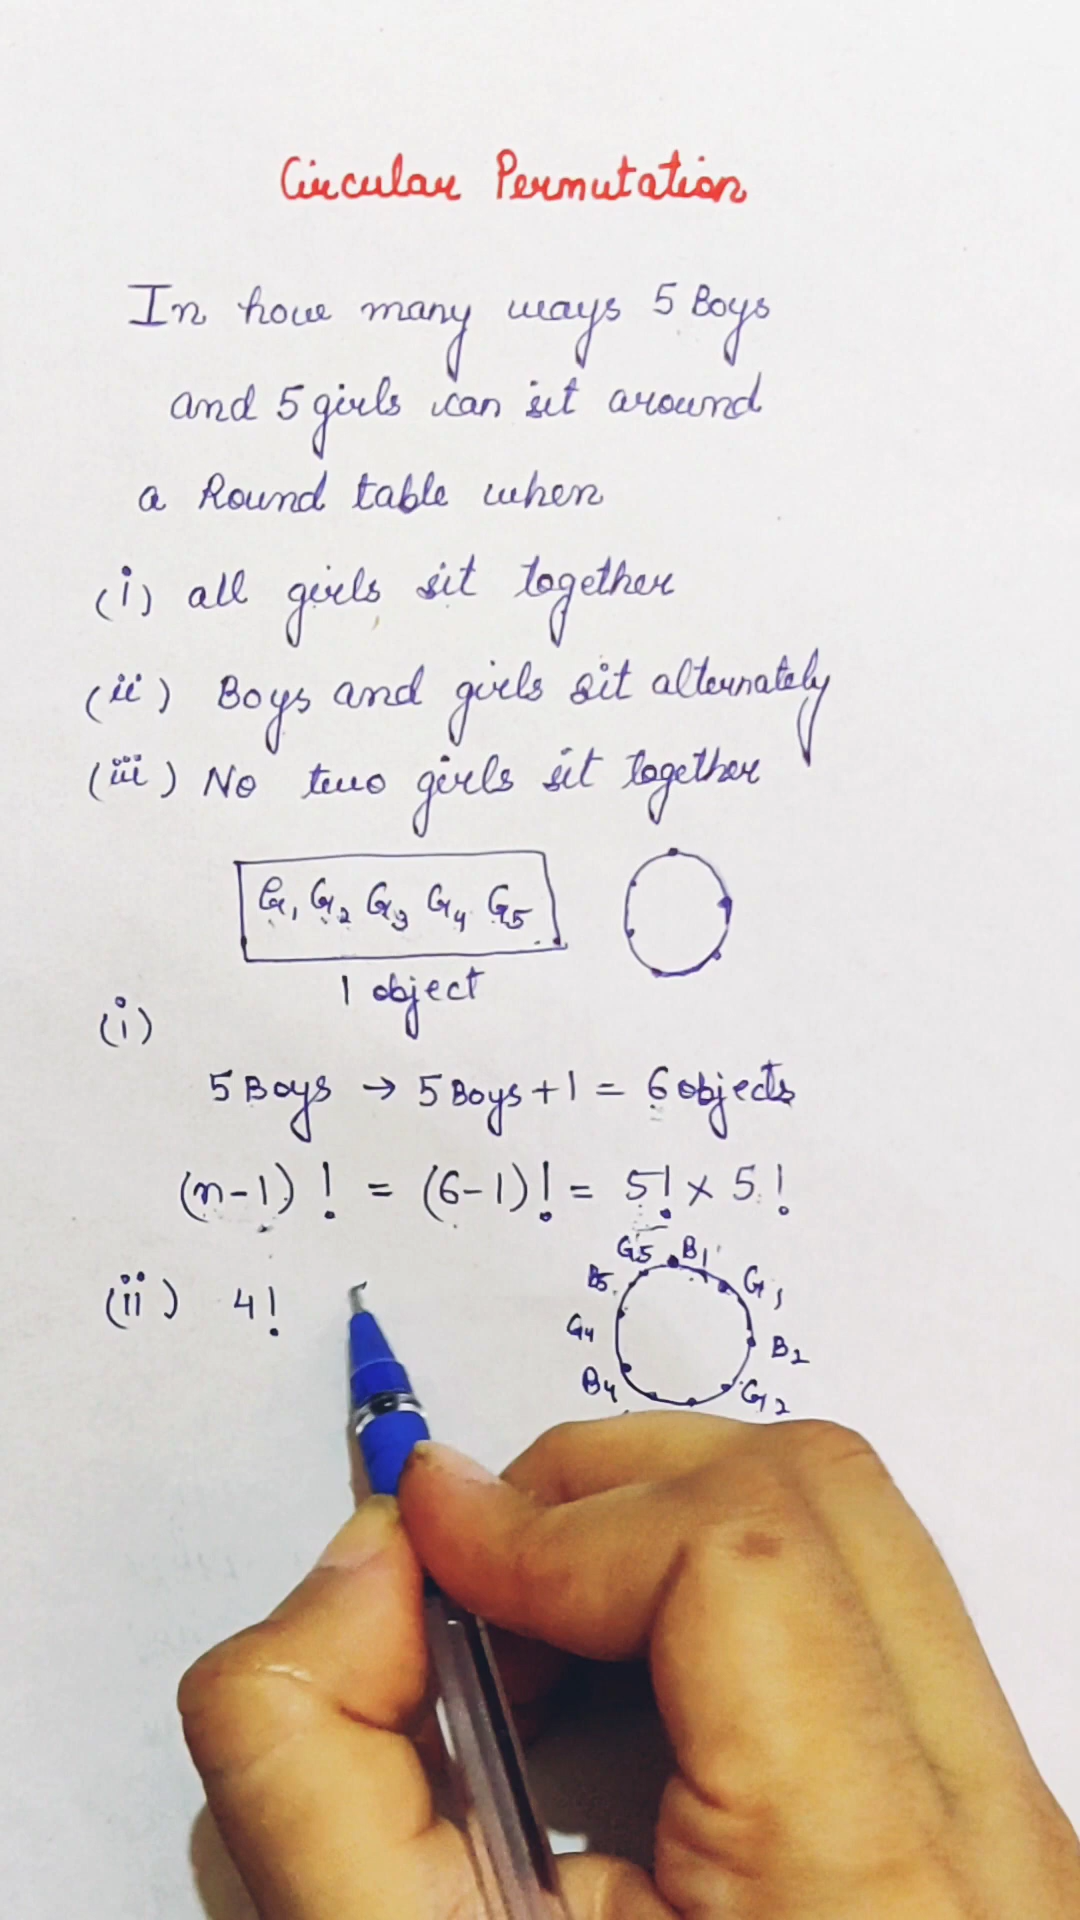 Circular Permutation
In how many ways 5 Boys
and 5 girls can sit around
a Round table when
(i) all girls sit together
(ii) Boys and girls sit alternately
(iii) No two girls sit together
G1 G2 G3 G4 G5
1 object
(i)
5 Boys → 5 Boys + 1 = 6 objects
(n-1)! = (6-1)! = 5! × 5!
G5 B1
B5 G1
(ii) 4!
G4 B2
B4 G2